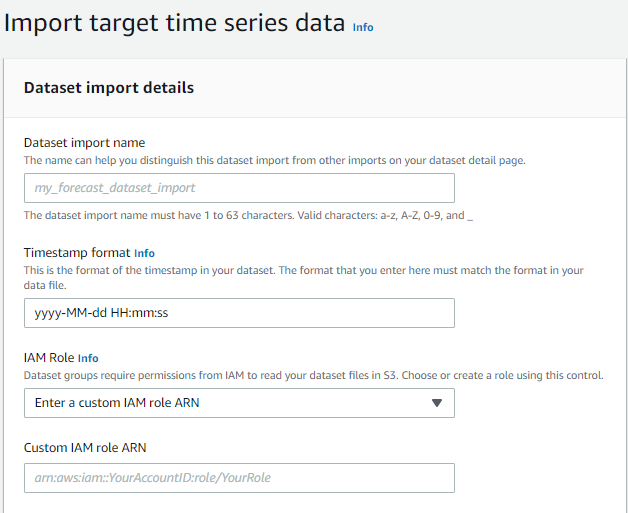 Import target time series data Info
Dataset import details
Dataset import name
The name can help you distinguish this dataset import from other imports on your dataset detail page.
my_forecast_dataset_import
The dataset import name must have 1 to 63 characters. Valid characters: a-z, A-Z, 0-9, and _
Timestamp format Info
This is the format of the timestamp in your dataset. The format that you enter here must match the format in your
data file.
yyyy-MM-dd HH:mm:ss
IAM Role Info
Dataset groups require permissions from IAM to read your dataset files in S3. Choose or create a role using this control.
Enter a custom IAM role ARN
Custom IAM role ARN
arn:aws:iam::YourAccountID:role/YourRole